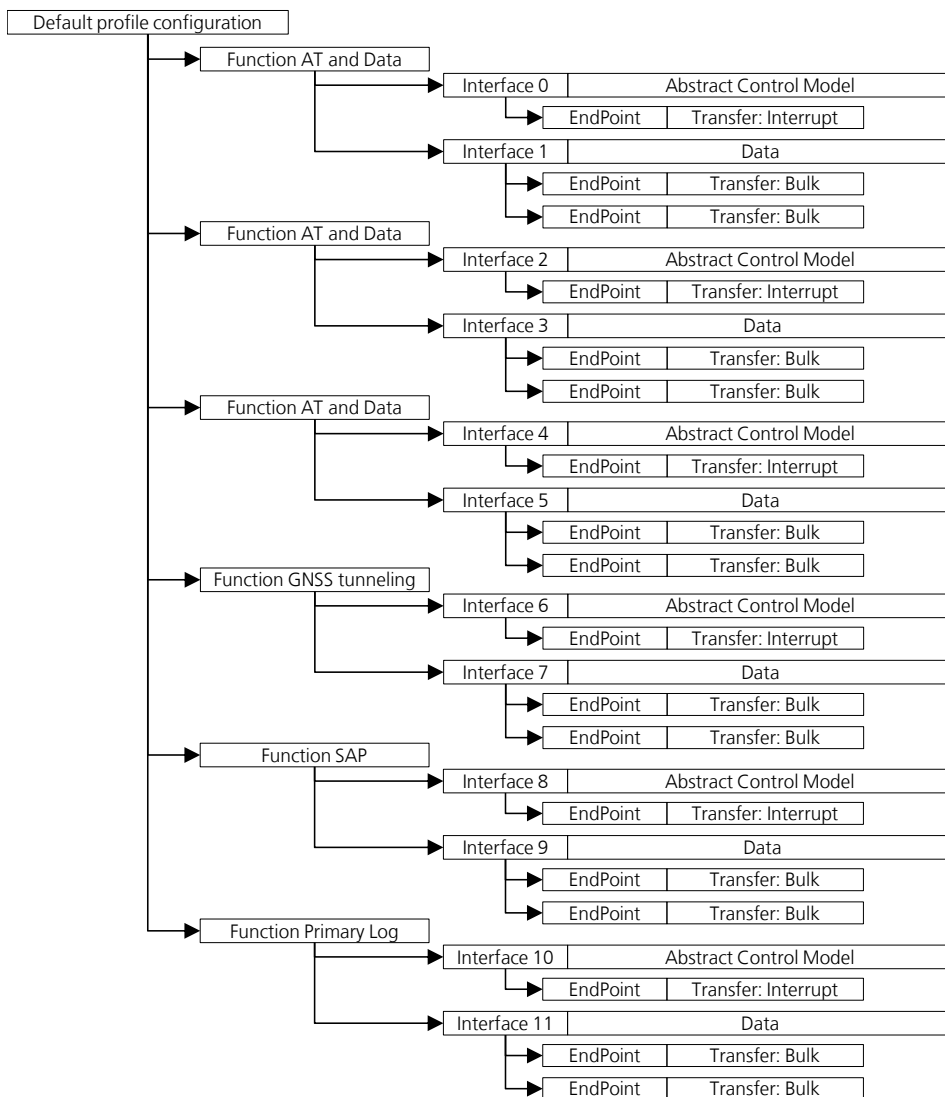 Default profile configuration
Function AT and Data
Interface 0 Abstract Control Model
EndPoint Transfer: Interrupt
Interface 1 Data
EndPoint Transfer: Bulk
EndPoint Transfer: Bulk
Function AT and Data
Interface 2 Abstract Control Model
EndPoint Transfer: Interrupt
Interface 3 Data
EndPoint Transfer: Bulk
EndPoint Transfer: Bulk
Function AT and Data
Interface 4 Abstract Control Model
EndPoint Transfer: Interrupt
Interface 5 Data
EndPoint Transfer: Bulk
EndPoint Transfer: Bulk
Function GNSS tunneling
Interface 6 Abstract Control Model
EndPoint Transfer: Interrupt
Interface 7 Data
EndPoint Transfer: Bulk
EndPoint Transfer: Bulk
Function SAP
Interface 8 Abstract Control Model
EndPoint Transfer: Interrupt
Interface 9 Data
EndPoint Transfer: Bulk
EndPoint Transfer: Bulk
Function Primary Log
Interface 10 Abstract Control Model
EndPoint Transfer: Interrupt
Interface 11 Data
EndPoint Transfer: Bulk
EndPoint Transfer: Bulk